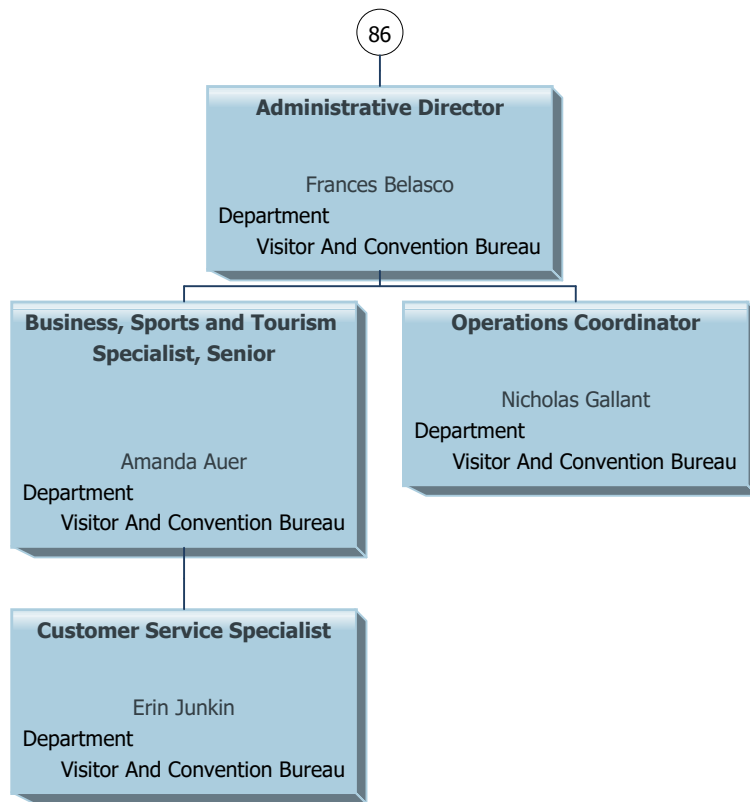 86
Administrative Director
Frances Belasco
Department
Visitor And Convention Bureau
Business, Sports and Tourism
Specialist, Senior
Amanda Auer
Department
Visitor And Convention Bureau
Operations Coordinator
Nicholas Gallant
Department
Visitor And Convention Bureau
Customer Service Specialist
Erin Junkin
Department
Visitor And Convention Bureau